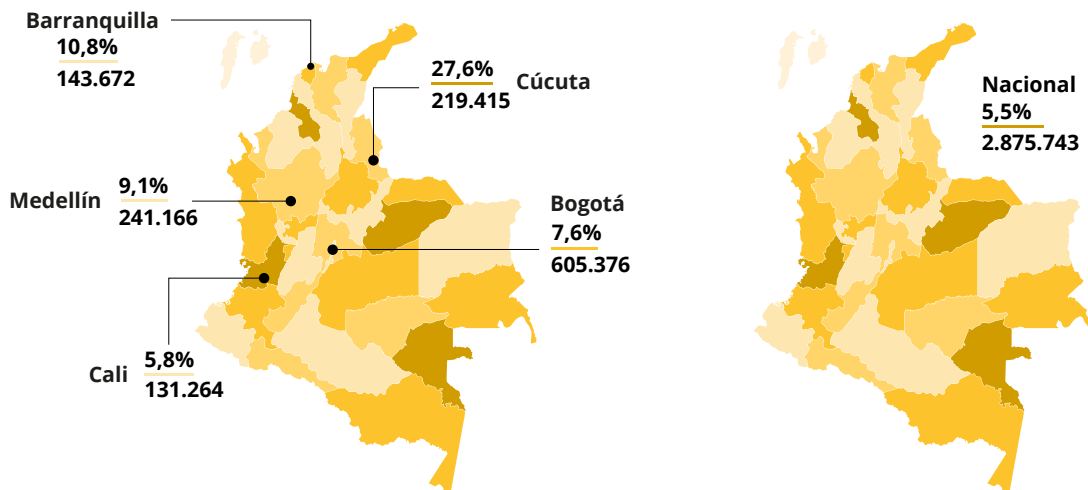 Barranquilla
10,8%
143.672
27,6%
Cúcuta
219.415
Medellín
9,1%
241.166
Bogotá
7,6%
605.376
Cali
5,8%
131.264
Nacional
5,5%
2.875.743